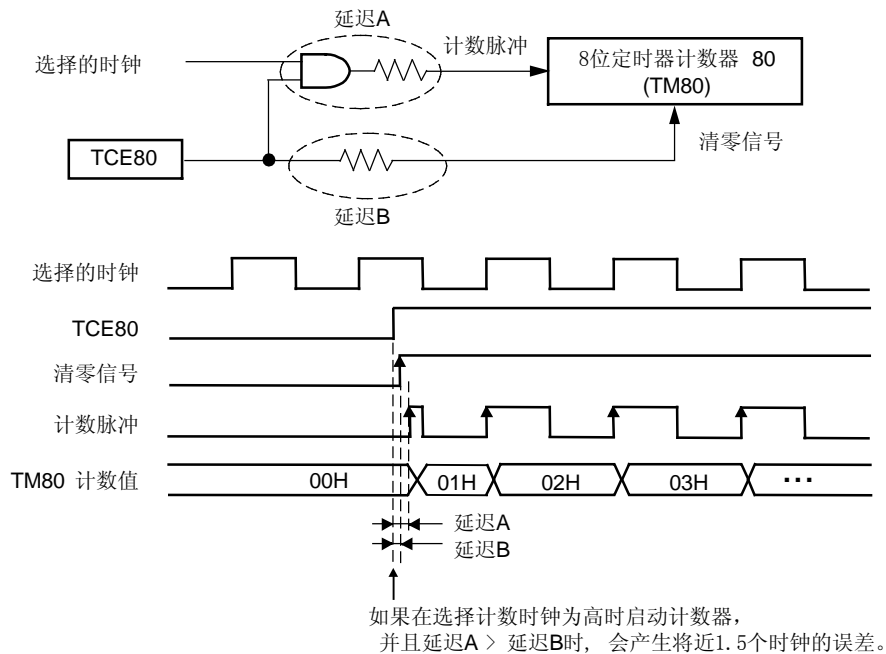 延迟A
计数脉冲
选择的时钟
8位定时器计数器 80
(TM80)
清零信号
TCE80
延迟B
选择的时钟
TCE80
清零信号
计数脉冲
TM80 计数值
00H
01H
02H
03H
···
延迟A
延迟B
如果在选择计数时钟为高时启动计数器,
并且延迟A > 延迟B时, 会产生将近1.5个时钟的误差。